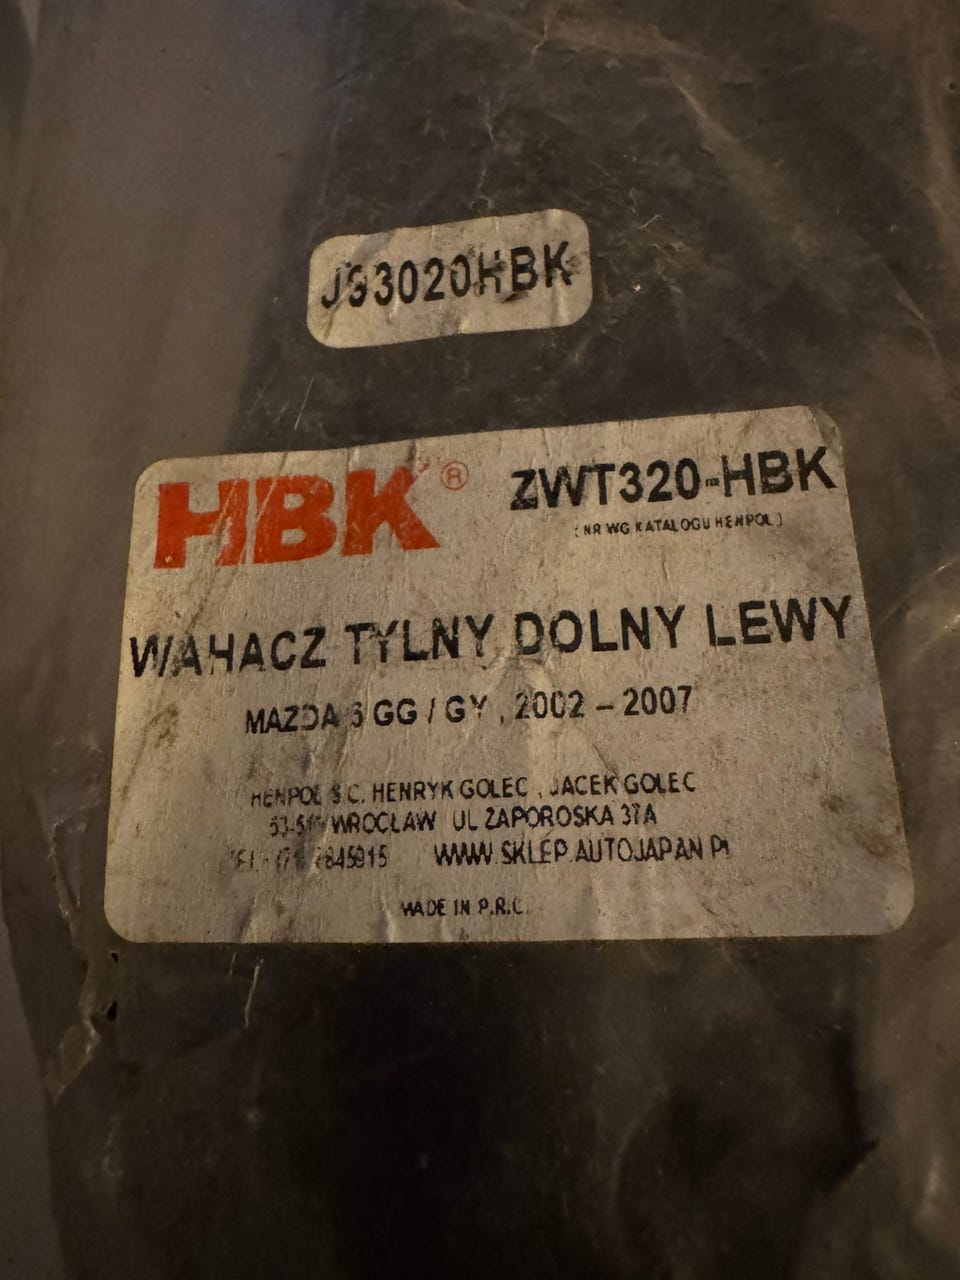 J93020HBK
HBK® ZWT320-HBK
(NR WG KATALOGU HENPOL)
WAHACZ TYLNY DOLNY LEWY
MAZDA 6 GG / GY , 2002 – 2007
HENPOL S.C. HENRYK GOLEC , JACEK GOLEC
WROCŁAW UL ZAPOROSKA 37A
WWW.SKLEP.AUTOJAPAN.PL
MADE IN P.R.C.